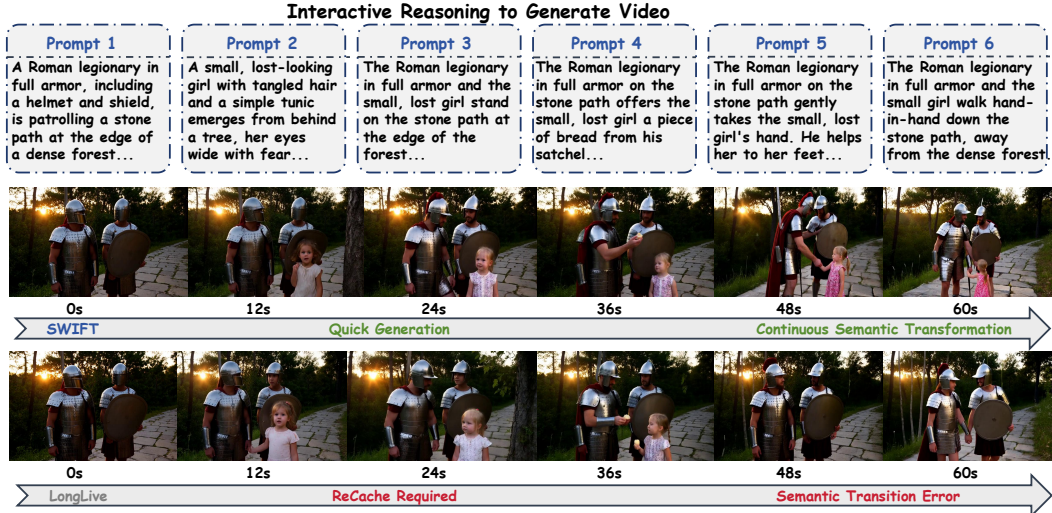 Interactive Reasoning to Generate Video
Prompt 1
A Roman legionary in
full armor, including
a helmet and shield,
is patrolling a stone
path at the edge of
a dense forest...
Prompt 2
A small, lost-looking
girl with tangled hair
and a simple tunic
emerges from behind
a tree, her eyes
wide with fear...
Prompt 3
The Roman legionary
in full armor and the
small, lost girl stand
on the stone path at
the edge of the
forest...
Prompt 4
The Roman legionary
in full armor on the
stone path offers the
small, lost girl a piece
of bread from his
satchel...
Prompt 5
The Roman legionary
in full armor on the
stone path gently
takes the small, lost
girl's hand. He helps
her to her feet...
Prompt 6
The Roman legionary
in full armor and the
small girl walk hand-
in-hand down the
stone path, away
from the dense forest.
0s 12s 24s 36s 48s 60s
SWIFT Quick Generation Continuous Semantic Transformation
0s 12s 24s 36s 48s 60s
LongLive ReCache Required Semantic Transition Error